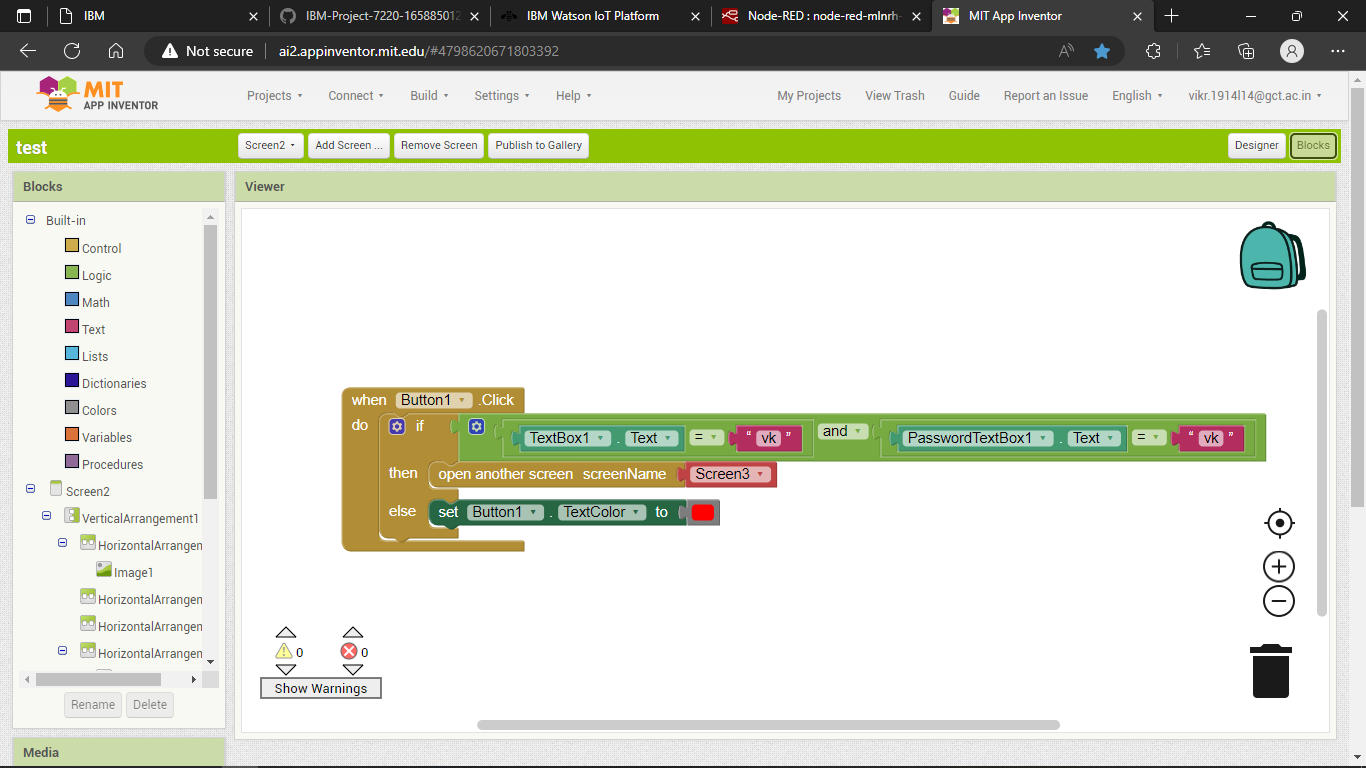 IBM
IBM-Project-7220-165885012
IBM Watson IoT Platform
Node-RED : node-red-mlnrh-
MIT App Inventor
Not secure
ai2.appinventor.mit.edu/#4798620671803392
MIT
APP INVENTOR
Projects
Connect
Build
Settings
Help
My Projects
View Trash
Guide
Report an Issue
English
vikr.1914l14@gct.ac.in
test
Screen2
Add Screen ...
Remove Screen
Publish to Gallery
Designer
Blocks
Blocks
Viewer
Built-in
Control
Logic
Math
Text
Lists
Dictionaries
Colors
Variables
Procedures
Screen2
VerticalArrangement1
HorizontalArrangen
Image1
HorizontalArrangen
HorizontalArrangen
HorizontalArrangen
Rename
Delete
Media
when Button1 .Click
do if TextBox1 . Text = “ vk ” and PasswordTextBox1 . Text = “ vk ”
then open another screen screenName Screen3
else set Button1 . TextColor to
0
0
Show Warnings